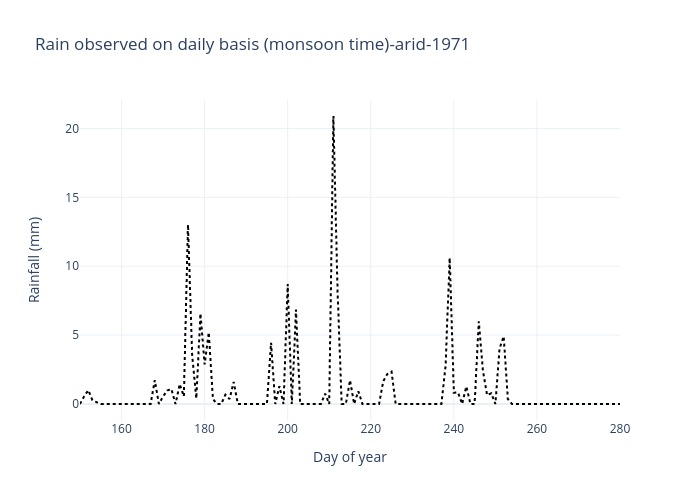 Rain observed on daily basis (monsoon time)-arid-1971
Rainfall (mm)
20
15
10
5
0
160 180 200 220 240 260 280
Day of year